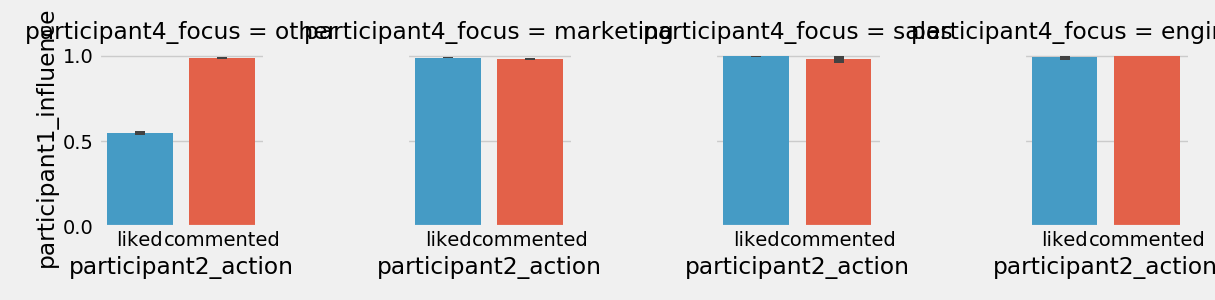 participant4_focus = other
participant4_focus = marketing
participant4_focus = sales
participant4_focus = engin
participant1_influence
1.0
0.5
0.0
liked commented
liked commented
liked commented
liked commented
participant2_action
participant2_action
participant2_action
participant2_action